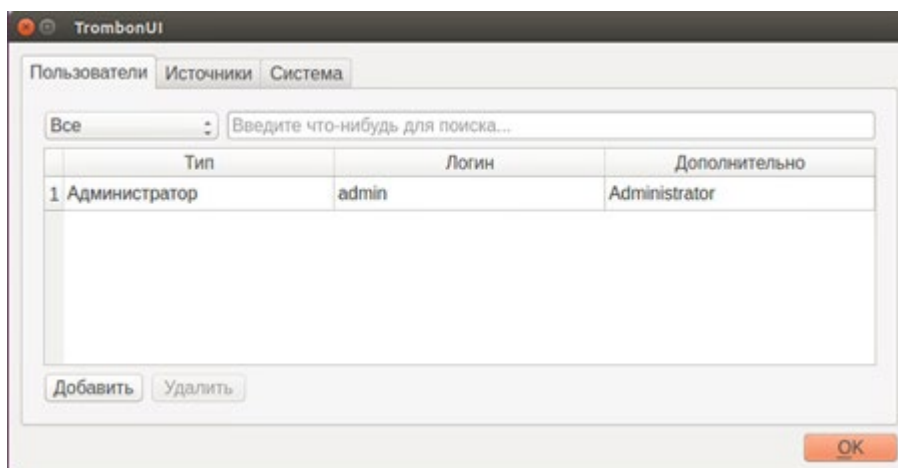 TrombonUI
Пользователи Источники Система
Все Введите что-нибудь для поиска...
Тип Логин Дополнительно
1 Администратор admin Administrator
Добавить Удалить
OK